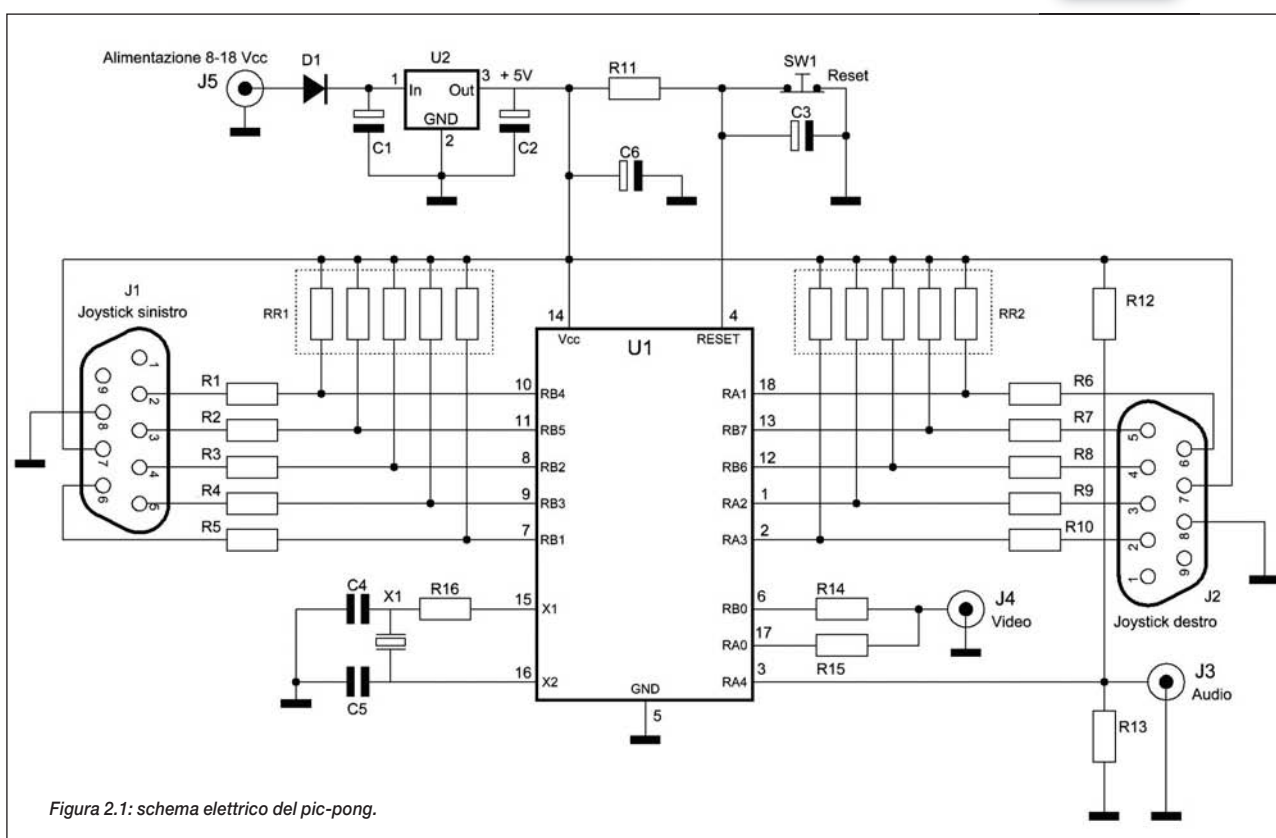 Alimentazione 8-18 Vcc
J5
D1
U2
1
In
Out
3
+ 5V
GND
2
C1
C2
R11
SW1
Reset
C3
C6
J1
Joystick sinistro
RR1
14
Vcc
U1
4
RESET
RR2
R12
1
2
3
4
5
6
7
8
9
R1
R2
R3
R4
R5
10
RB4
11
RB5
8
RB2
9
RB3
7
RB1
RA1
18
RB7
13
RB6
12
RA2
1
RA3
2
R6
R7
R8
R9
R10
5
4
3
2
1
6
7
8
9
J2
Joystick destro
C4
X1
R16
15
X1
C5
16
X2
GND
5
RB0
6
R14
RA0
17
R15
RA4
3
J4
Video
J3
Audio
R13
Figura 2.1: schema elettrico del pic-pong.